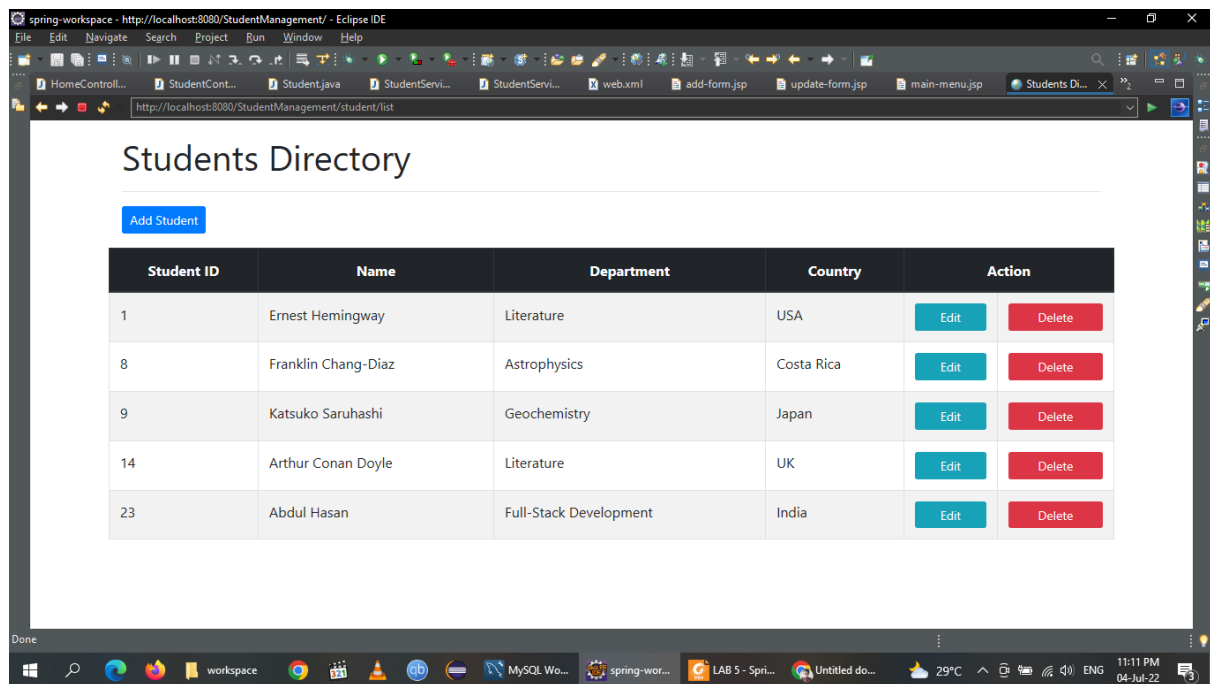 spring-workspace - http://localhost:8080/StudentManagement/ - Eclipse IDE
File Edit Navigate Search Project Run Window Help
HomeControll... StudentCont... Student.java StudentServi... StudentServi... web.xml add-form.jsp update-form.jsp main-menu.jsp Students Di... »2
http://localhost:8080/StudentManagement/student/list
Students Directory
Add Student
Student ID Name Department Country Action
1 Ernest Hemingway Literature USA Edit Delete
8 Franklin Chang-Diaz Astrophysics Costa Rica Edit Delete
9 Katsuko Saruhashi Geochemistry Japan Edit Delete
14 Arthur Conan Doyle Literature UK Edit Delete
23 Abdul Hasan Full-Stack Development India Edit Delete
Done
workspace 321 qb MySQL Wo... spring-wor... LAB 5 - Spri... Untitled do... 29°C ENG 11:11 PM
04-Jul-22 3